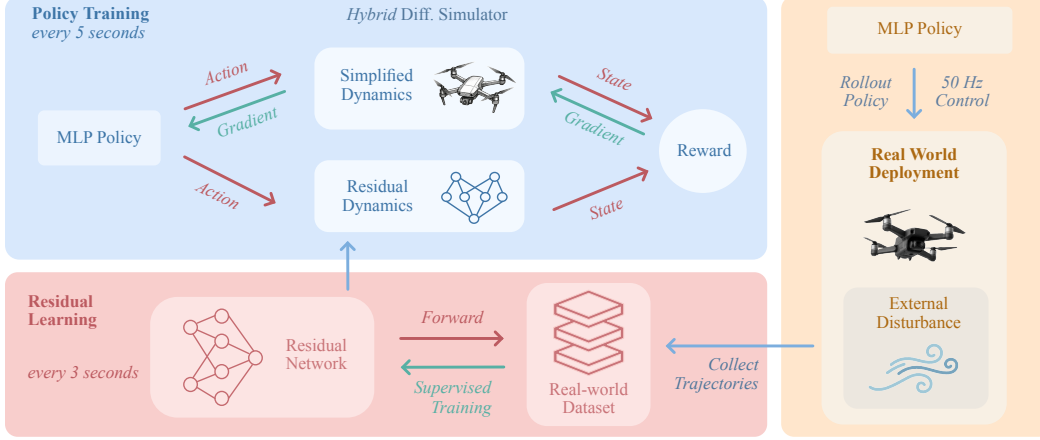 Policy Training
every 5 seconds
Hybrid Diff. Simulator
MLP Policy
Action
Gradient
Action
Simplified
Dynamics
Residual
Dynamics
State
Gradient
State
Reward
Residual
Learning
every 3 seconds
Residual
Network
Forward
Supervised
Training
Real-world
Dataset
Collect
Trajectories
MLP Policy
Rollout
Policy
50 Hz
Control
Real World
Deployment
External
Disturbance